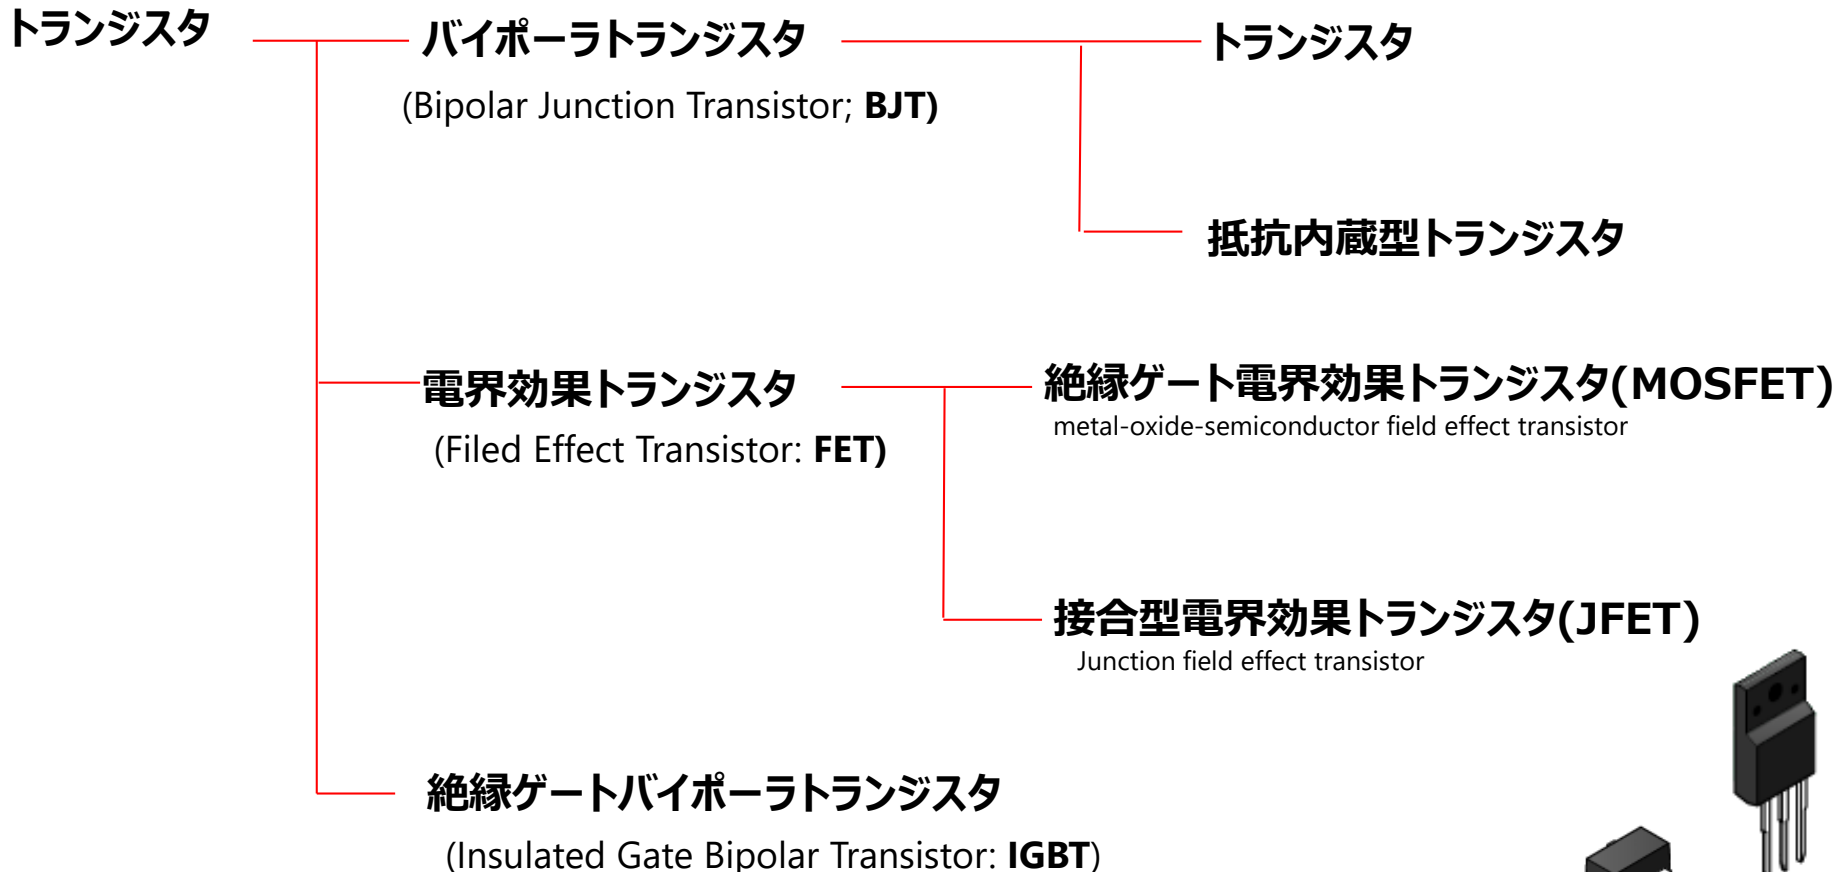 トランジスタ
バイポーラトランジスタ
(Bipolar Junction Transistor; BJT)
トランジスタ
抵抗内蔵型トランジスタ
電界効果トランジスタ
(Filed Effect Transistor: FET)
絶縁ゲート電界効果トランジスタ(MOSFET)
metal-oxide-semiconductor field effect transistor
接合型電界効果トランジスタ(JFET)
Junction field effect transistor
絶縁ゲートバイポーラトランジスタ
(Insulated Gate Bipolar Transistor: IGBT)